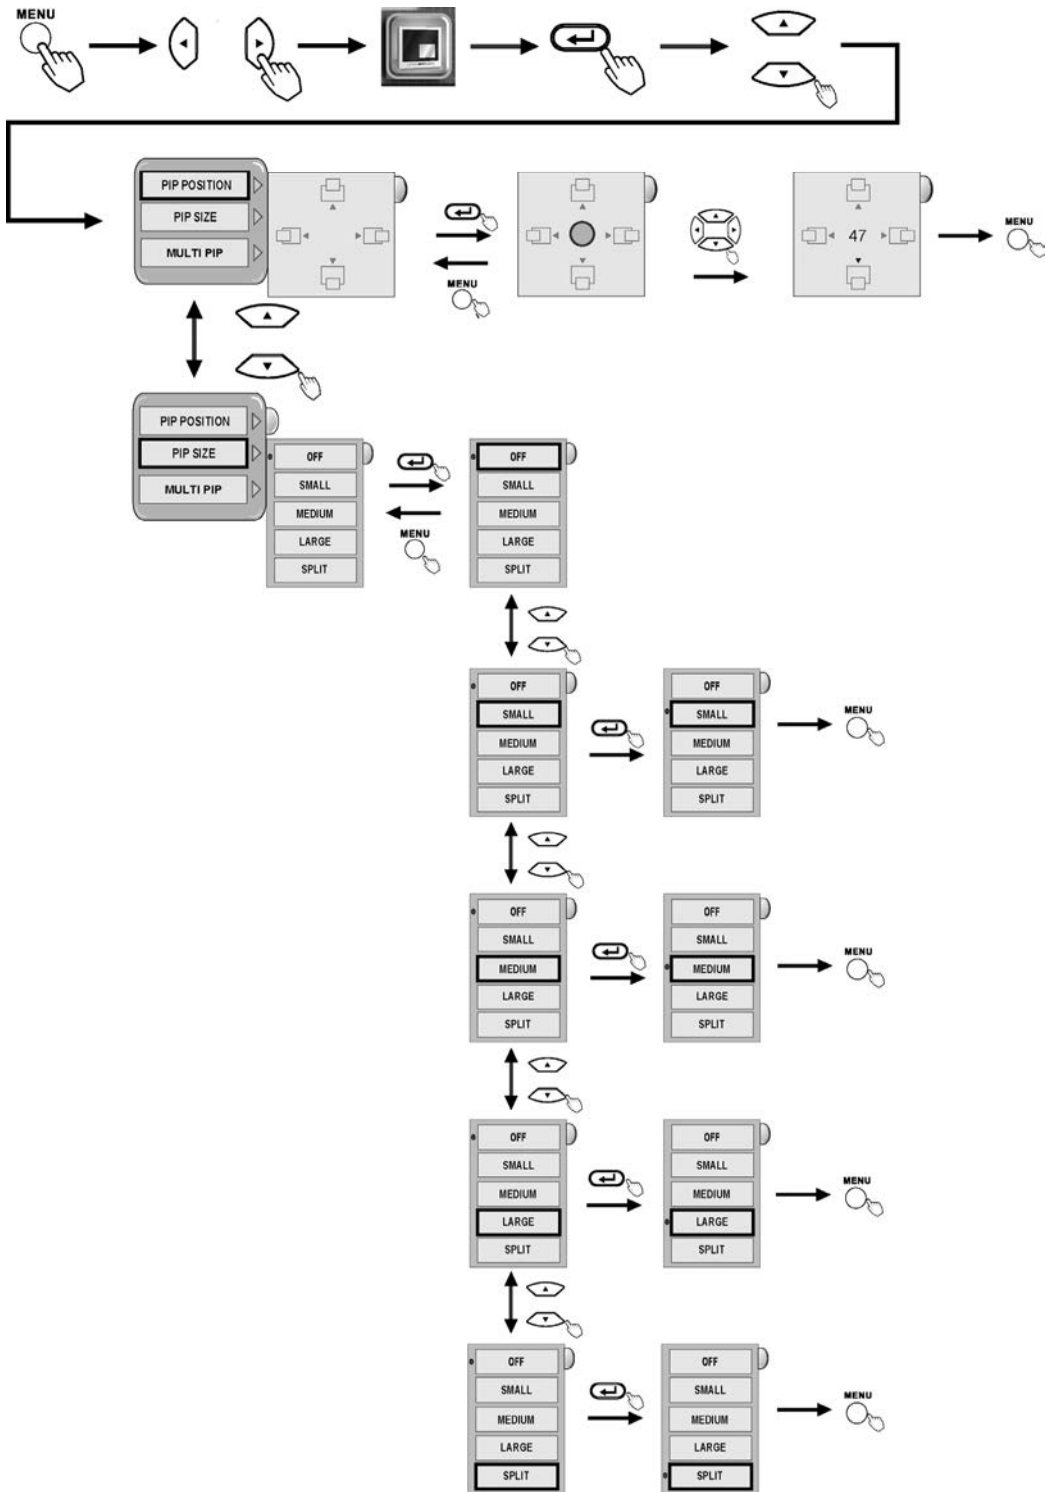 MENU
PIP POSITION
PIP SIZE
MULTI PIP
MENU
47
MENU
PIP POSITION
PIP SIZE
MULTI PIP
OFF
SMALL
MEDIUM
LARGE
SPLIT
MENU
OFF
SMALL
MEDIUM
LARGE
SPLIT
OFF
SMALL
MEDIUM
LARGE
SPLIT
OFF
SMALL
MEDIUM
LARGE
SPLIT
MENU
OFF
SMALL
MEDIUM
LARGE
SPLIT
OFF
SMALL
MEDIUM
LARGE
SPLIT
MENU
OFF
SMALL
MEDIUM
LARGE
SPLIT
OFF
SMALL
MEDIUM
LARGE
SPLIT
MENU
OFF
SMALL
MEDIUM
LARGE
SPLIT
OFF
SMALL
MEDIUM
LARGE
SPLIT
MENU